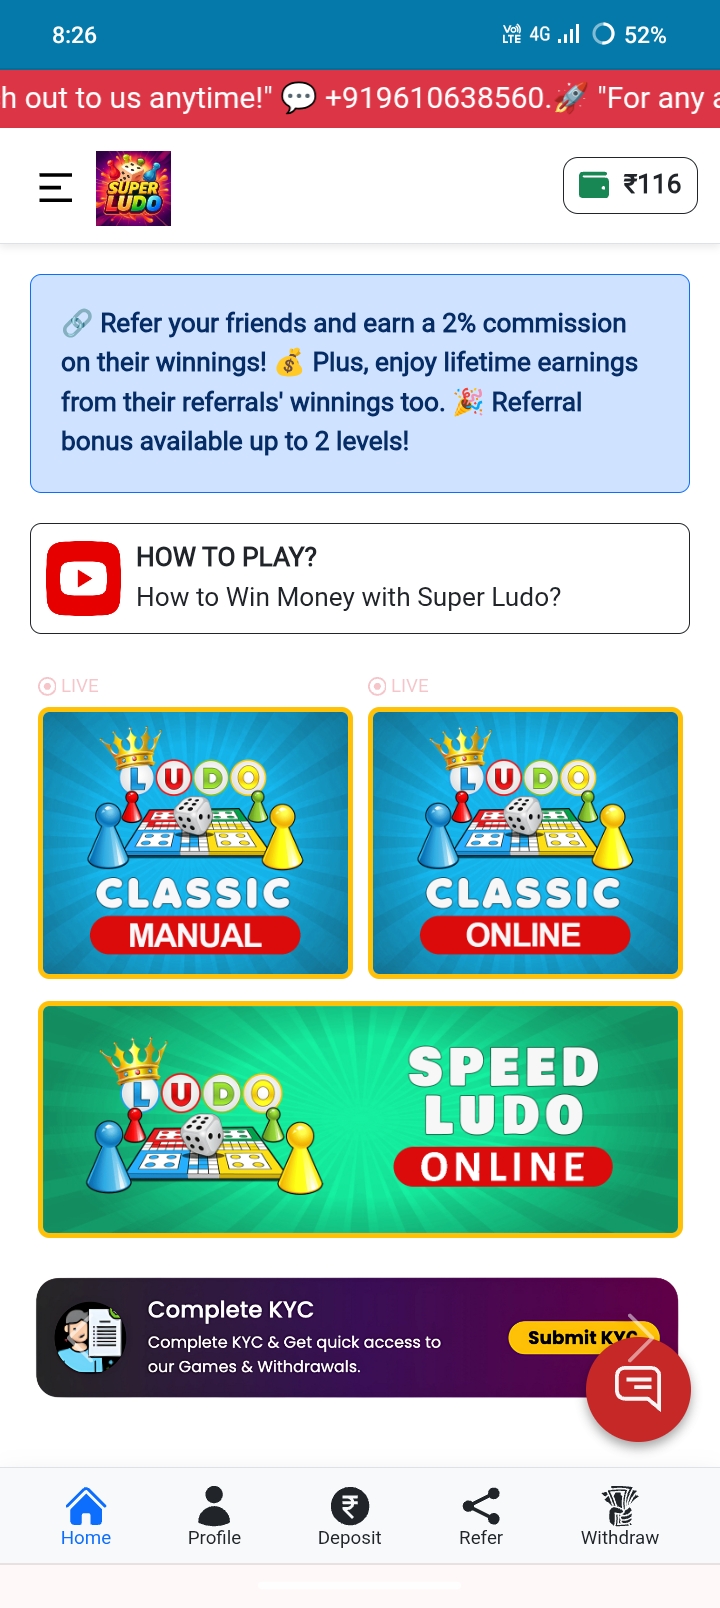 8:26 Vo) LTE 4G 52%
h out to us anytime!" 💬 +919610638560.🚀 "For any a
SUPER
LUDO
₹116
🔗 Refer your friends and earn a 2% commission
on their winnings! 💰 Plus, enjoy lifetime earnings
from their referrals' winnings too. 🎉 Referral
bonus available up to 2 levels!
HOW TO PLAY?
How to Win Money with Super Ludo?
LIVE
LUDO
CLASSIC
MANUAL
LIVE
LUDO
CLASSIC
ONLINE
LUDO
SPEED
LUDO
ONLINE
Complete KYC
Complete KYC & Get quick access to
our Games & Withdrawals.
Submit KYC
Home Profile Deposit Refer Withdraw